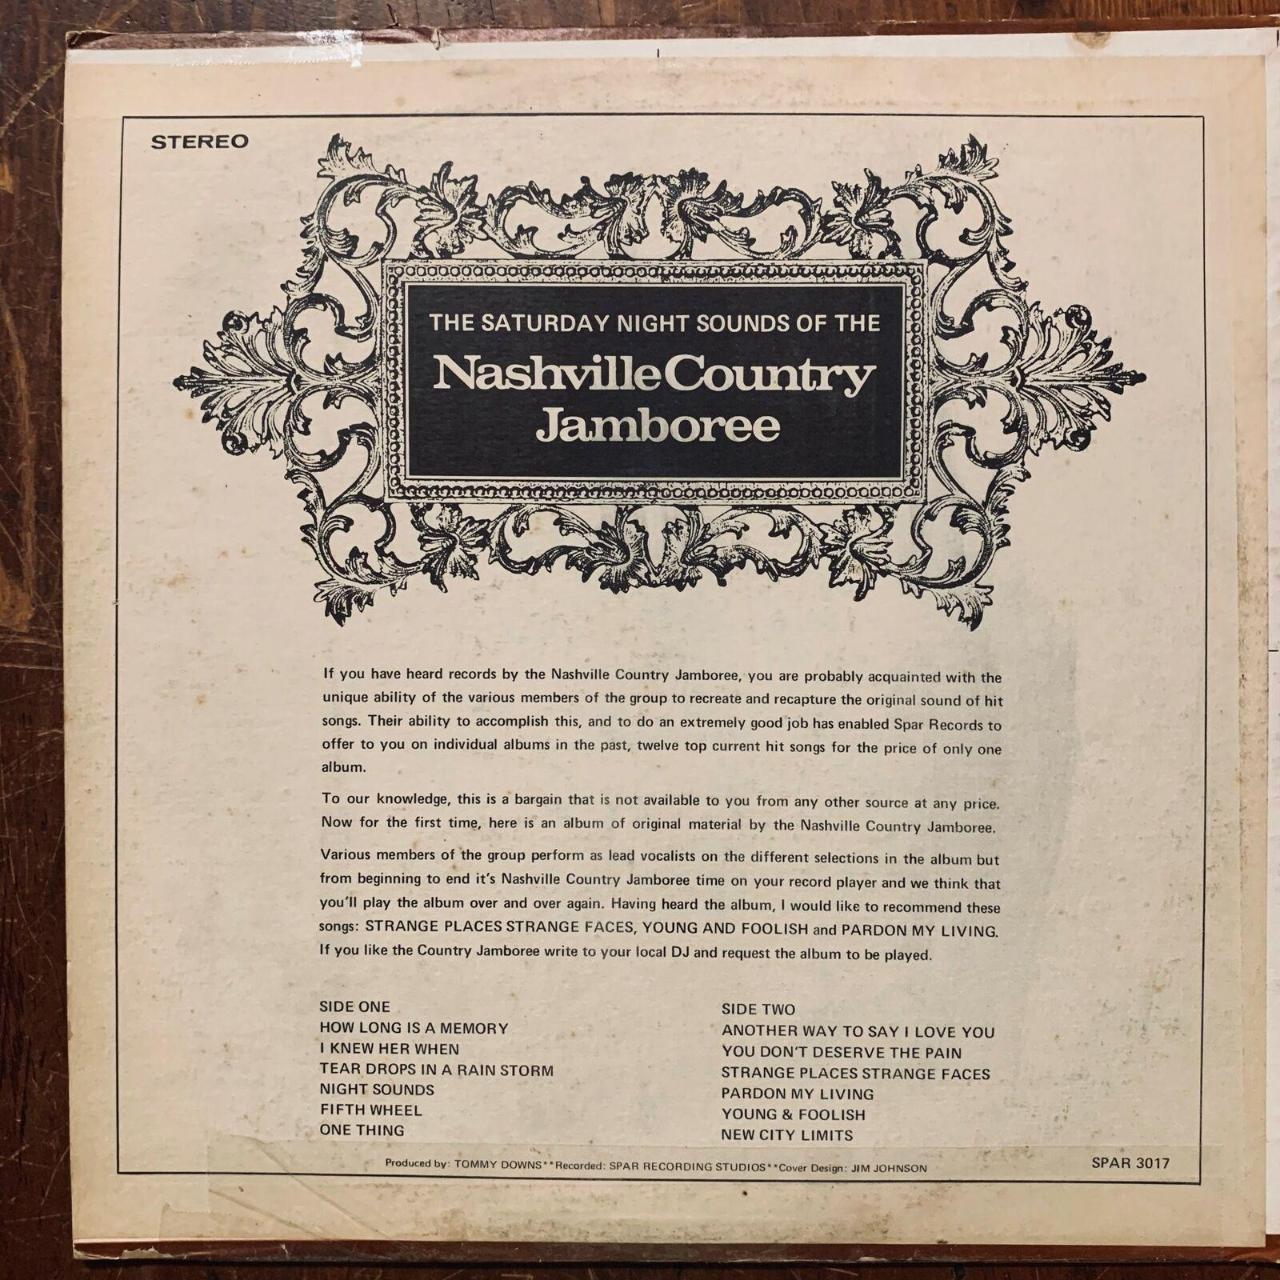 STEREO
THE SATURDAY NIGHT SOUNDS OF THE
Nashville Country
Jamboree
If you have heard records by the Nashville Country Jamboree, you are probably acquainted with the
unique ability of the various members of the group to recreate and recapture the original sound of hit
songs. Their ability to accomplish this, and to do an extremely good job has enabled Spar Records to
offer to you on individual albums in the past, twelve top current hit songs for the price of only one
album.
To our knowledge, this is a bargain that is not available to you from any other source at any price.
Now for the first time, here is an album of original material by the Nashville Country Jamboree.
Various members of the group perform as lead vocalists on the different selections in the album but
from beginning to end it's Nashville Country Jamboree time on your record player and we think that
you'll play the album over and over again. Having heard the album, I would like to recommend these
songs: STRANGE PLACES STRANGE FACES, YOUNG AND FOOLISH and PARDON MY LIVING.
If you like the Country Jamboree write to your local DJ and request the album to be played.
SIDE ONE
HOW LONG IS A MEMORY
I KNEW HER WHEN
TEAR DROPS IN A RAIN STORM
NIGHT SOUNDS
FIFTH WHEEL
ONE THING
SIDE TWO
ANOTHER WAY TO SAY I LOVE YOU
YOU DON'T DESERVE THE PAIN
STRANGE PLACES STRANGE FACES
PARDON MY LIVING
YOUNG & FOOLISH
NEW CITY LIMITS
Produced by: TOMMY DOWNS**Recorded: SPAR RECORDING STUDIOS**Cover Design: JIM JOHNSON
SPAR 3017